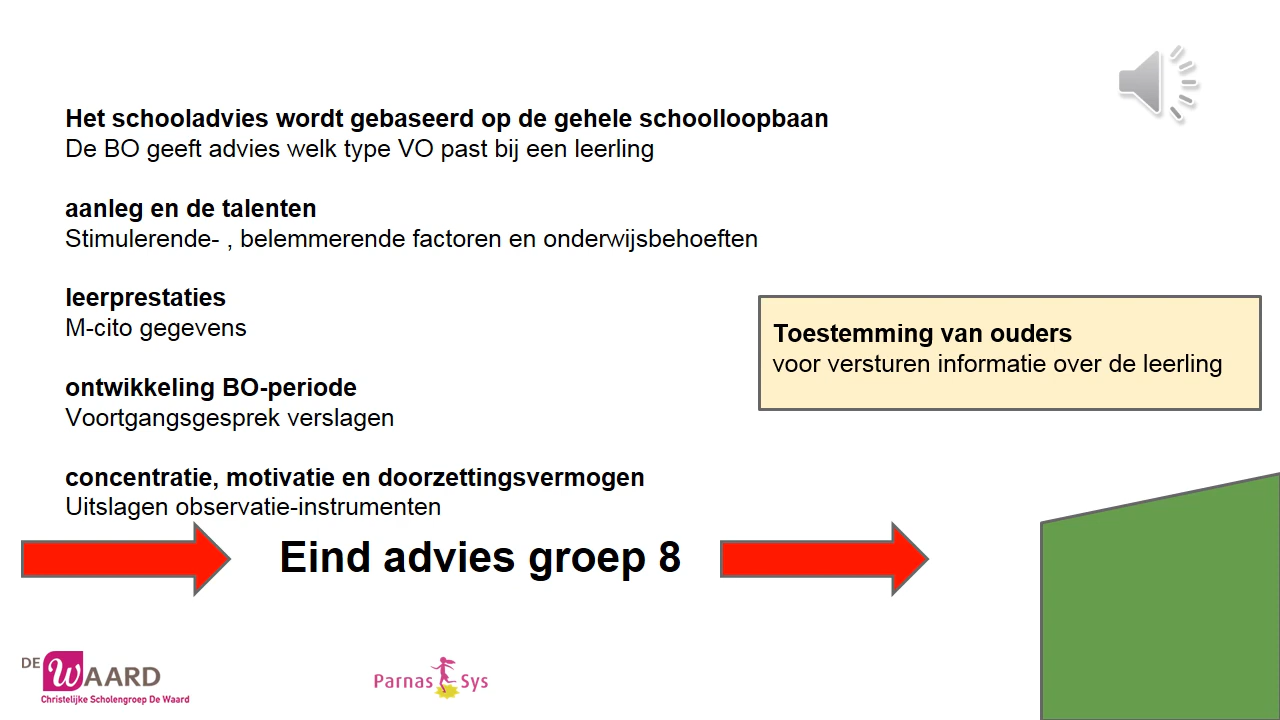 Het schooladvies wordt gebaseerd op de gehele schoolloopbaan
De BO geeft advies welk type VO past bij een leerling
aanleg en de talenten
Stimulerende- , belemmerende factoren en onderwijsbehoeften
leerprestaties
M-cito gegevens
ontwikkeling BO-periode
Voortgangsgesprek verslagen
concentratie, motivatie en doorzettingsvermogen
Uitslagen observatie-instrumenten
Toestemming van ouders
voor versturen informatie over de leerling
Eind advies groep 8
DE WAARD
Christelijke Scholengroep De Waard
ParnasSys